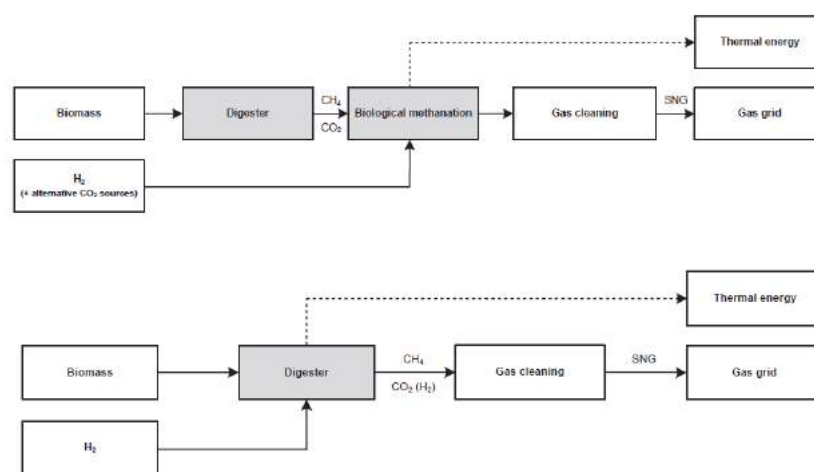 Thermal energy
Biomass
Digester
CH₄
CO₂
Biological methanation
Gas cleaning
SNG
Gas grid
H₂
(+ alternative CO₂ sources)
Thermal energy
Biomass
Digester
CH₄
CO₂ (H₂)
Gas cleaning
SNG
Gas grid
H₂